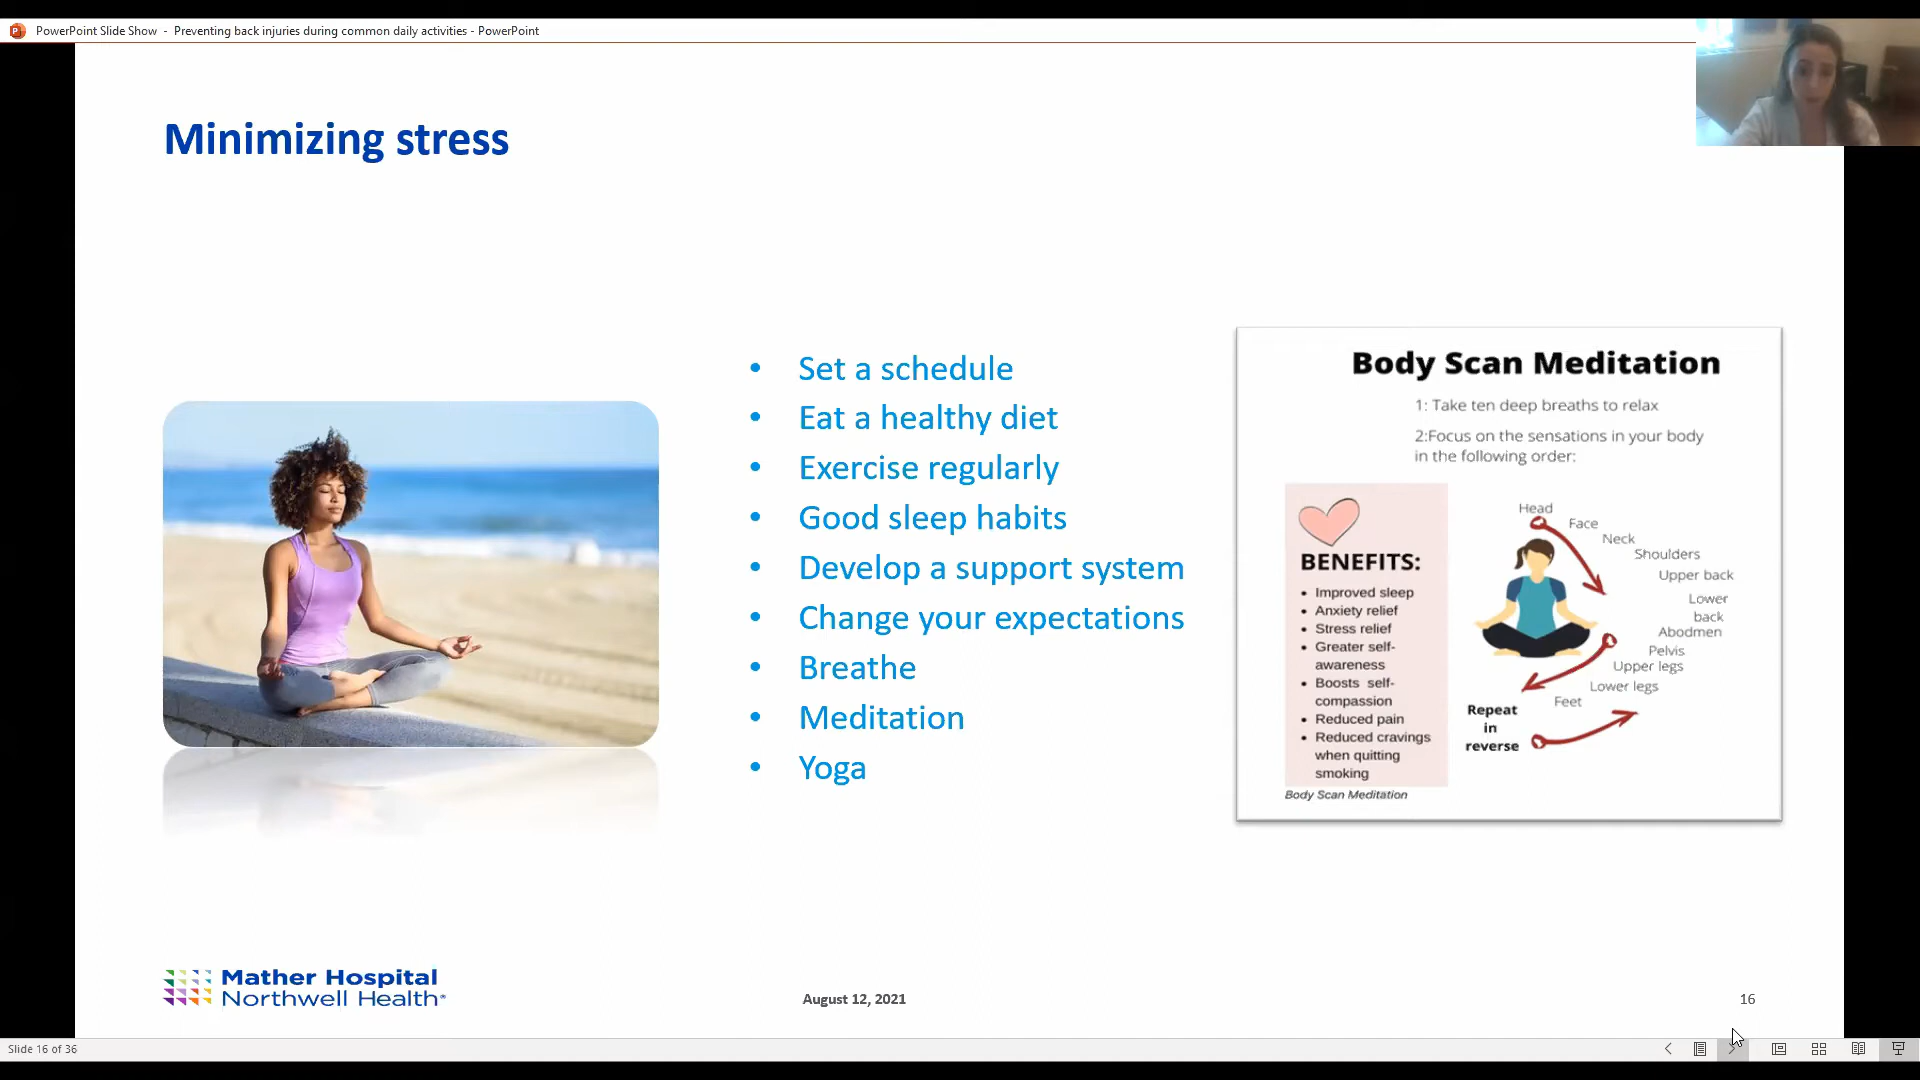 PowerPoint Slide Show - Preventing back injuries during common daily activities - PowerPoint
Minimizing stress
• Set a schedule
• Eat a healthy diet
• Exercise regularly
• Good sleep habits
• Develop a support system
• Change your expectations
• Breathe
• Meditation
• Yoga
Body Scan Meditation
1: Take ten deep breaths to relax
2:Focus on the sensations in your body
in the following order:
BENEFITS:
• Improved sleep
• Anxiety relief
• Stress relief
• Greater self-
awareness
• Boosts self-
compassion
• Reduced pain
• Reduced cravings
when quitting
smoking
Body Scan Meditation
Head
Face
Neck
Shoulders
Upper back
Lower
back
Abodmen
Pelvis
Upper legs
Lower legs
Feet
Repeat
in
reverse
Mather Hospital
Northwell Health®
August 12, 2021
16
Slide 16 of 36